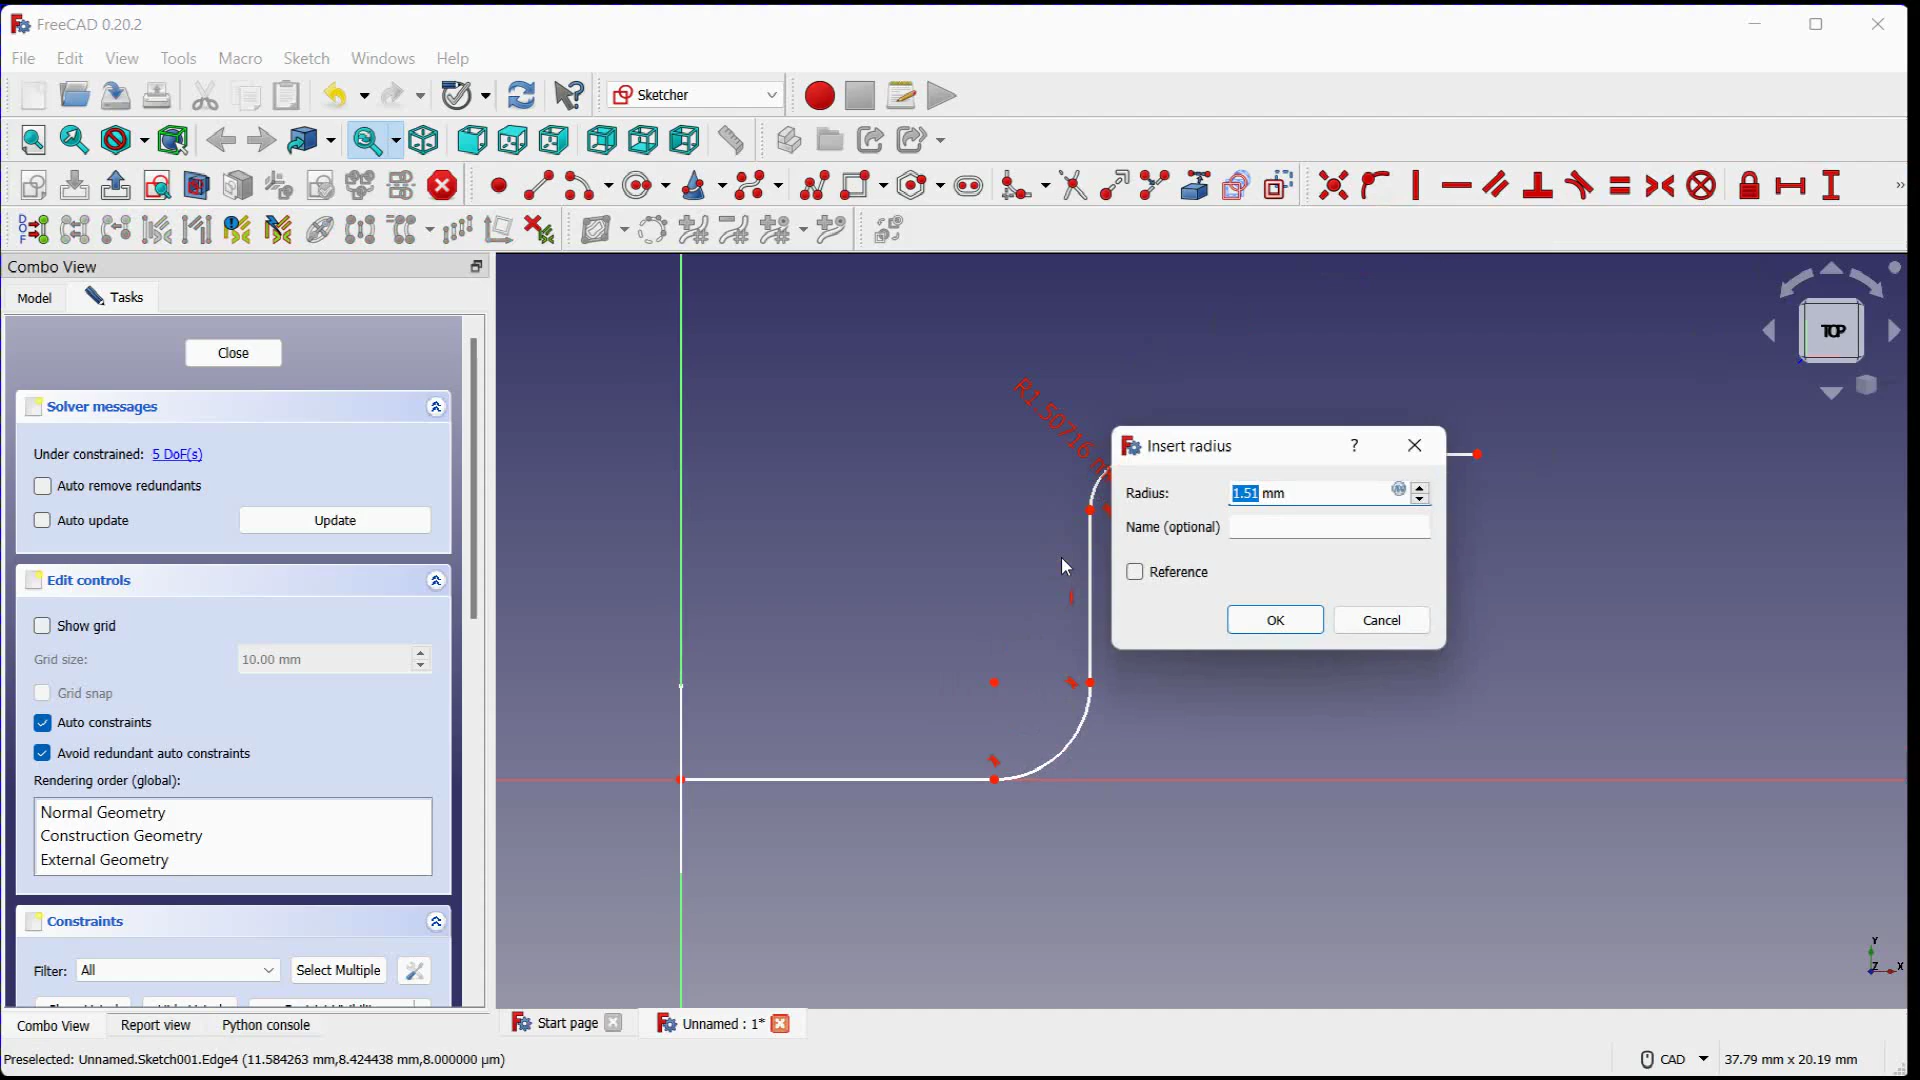 FreeCAD 0.20.2
File Edit View Tools Macro Sketch Windows Help
Sketcher
Combo View
Model Tasks
Close
Solver messages
Under constrained: 5 DoF(s)
Auto remove redundants
Auto update
Update
Edit controls
Show grid
Grid size: 10.00 mm
Grid snap
Auto constraints
Avoid redundant auto constraints
Rendering order (global):
Normal Geometry
Construction Geometry
External Geometry
Constraints
Filter: All Select Multiple
Combo View Report view Python console
R1.50716
TOP
Insert radius ?
Radius: 1.51 mm
Name (optional)
Reference
OK Cancel
Y
Z X
Start page Unnamed : 1*
Preselected: Unnamed.Sketch001.Edge4 (11.584263 mm,8.424438 mm,8.000000 μm)
CAD 37.79 mm x 20.19 mm